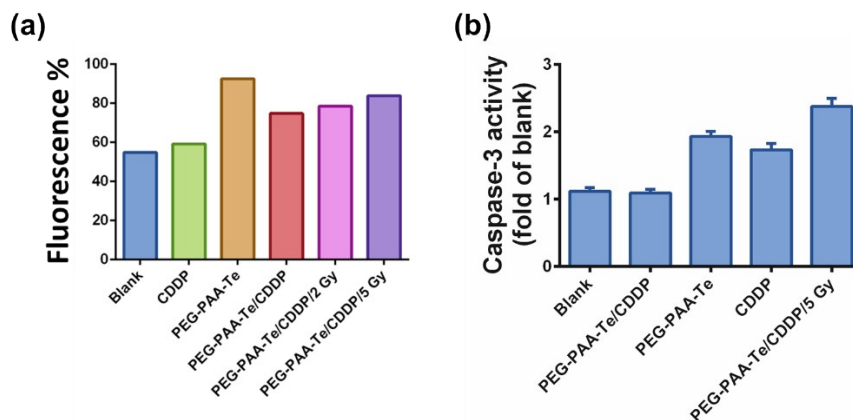 (a)
Fluorescence %
100
80
60
40
20
0
Blank
CDDP
PEG-PAA-Te
PEG-PAA-Te/CDDP
PEG-PAA-Te/CDDP/2 Gy
PEG-PAA-Te/CDDP/5 Gy
(b)
Caspase-3 activity
(fold of blank)
3
2
1
0
Blank
PEG-PAA-Te/CDDP
PEG-PAA-Te
CDDP
PEG-PAA-Te/CDDP/5 Gy